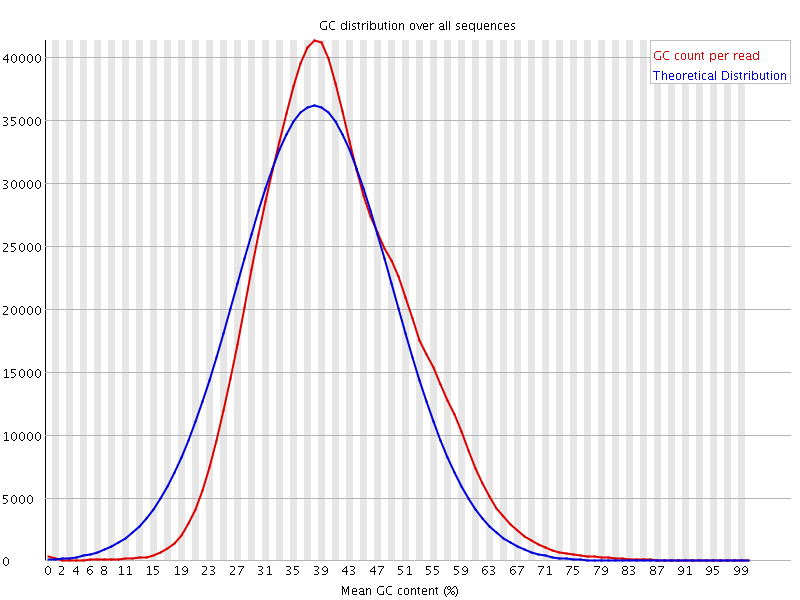 GC distribution over all sequences
GC count per read
Theoretical Distribution
40000
35000
30000
25000
20000
15000
10000
5000
0
0 2 4 6 8 11 15 19 23 27 31 35 39 43 47 51 55 59 63 67 71 75 79 83 87 91 95 99
Mean GC content (%)